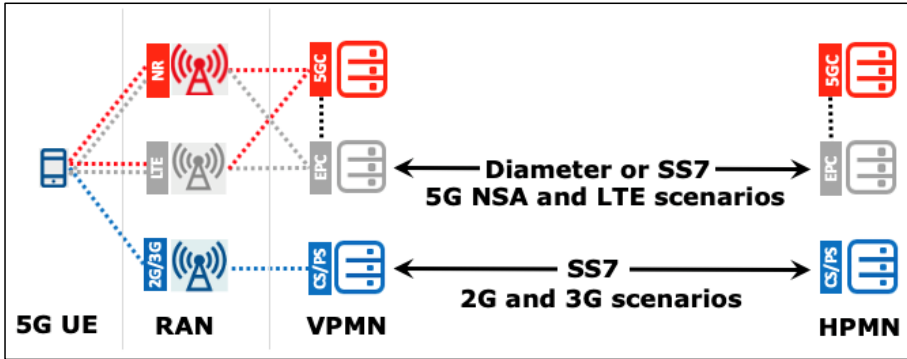 NR
5GC
5GC
LTE
EPC
Diameter or SS7
EPC
5G NSA and LTE scenarios
2G/3G
CS/PS
SS7
CS/PS
2G and 3G scenarios
5G UE
RAN
VPMN
HPMN